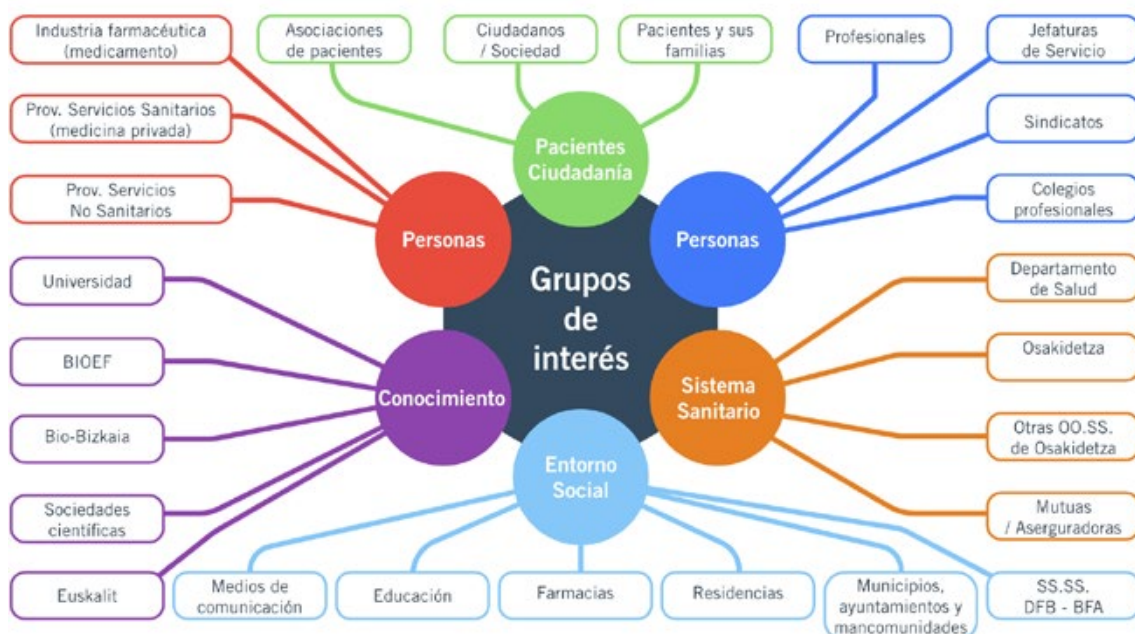 Industria farmacéutica
(medicamento)
Asociaciones
de pacientes
Ciudadanos
/ Sociedad
Pacientes y sus
familias
Profesionales
Jefaturas
de Servicio
Prov. Servicios Sanitarios
(medicina privada)
Sindicatos
Pacientes
Ciudadanía
Prov. Servicios
No Sanitarios
Colegios
profesionales
Personas
Personas
Grupos
de
interés
Universidad
Departamento
de Salud
BIOEF
Osakidetza
Conocimiento
Sistema
Sanitario
Bio-Bizkaia
Otras OO.SS.
de Osakidetza
Entorno
Social
Sociedades
científicas
Mutuas
/ Aserguradoras
Euskalit
Medios de
comunicación
Educación
Farmacias
Residencias
Municipios,
ayuntamientos y
mancomunidades
SS.SS.
DFB - BFA